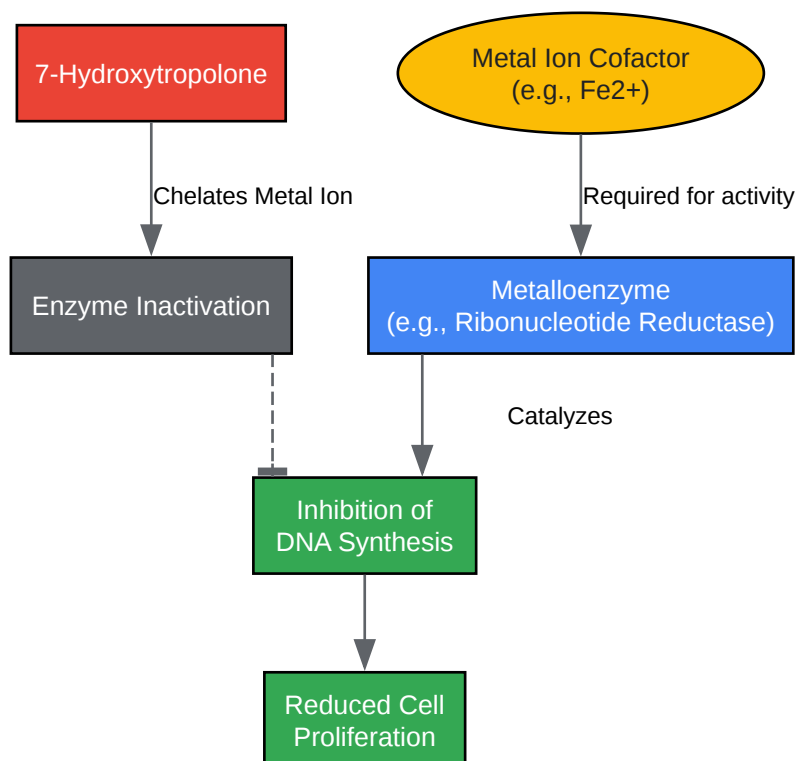 7-Hydroxytropolone
Metal Ion Cofactor
(e.g., Fe2+)
Chelates Metal Ion
Required for activity
Enzyme Inactivation
Metalloenzyme
(e.g., Ribonucleotide Reductase)
Catalyzes
Inhibition of
DNA Synthesis
Reduced Cell
Proliferation